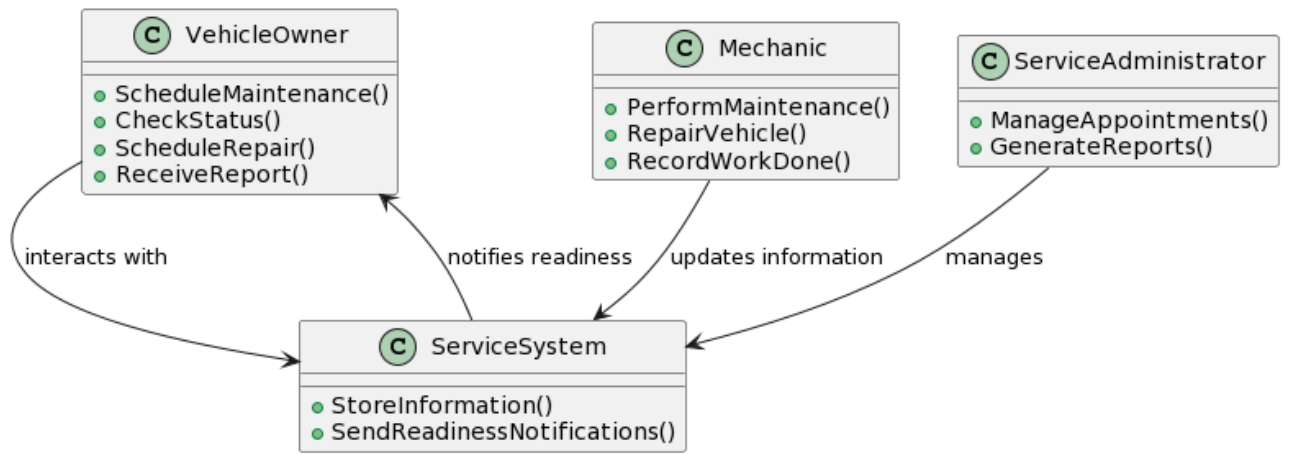 C VehicleOwner
ScheduleMaintenance()
CheckStatus()
ScheduleRepair()
ReceiveReport()
C Mechanic
PerformMaintenance()
RepairVehicle()
RecordWorkDone()
C ServiceAdministrator
ManageAppointments()
GenerateReports()
interacts with
notifies readiness
updates information
manages
C ServiceSystem
StoreInformation()
SendReadinessNotifications()